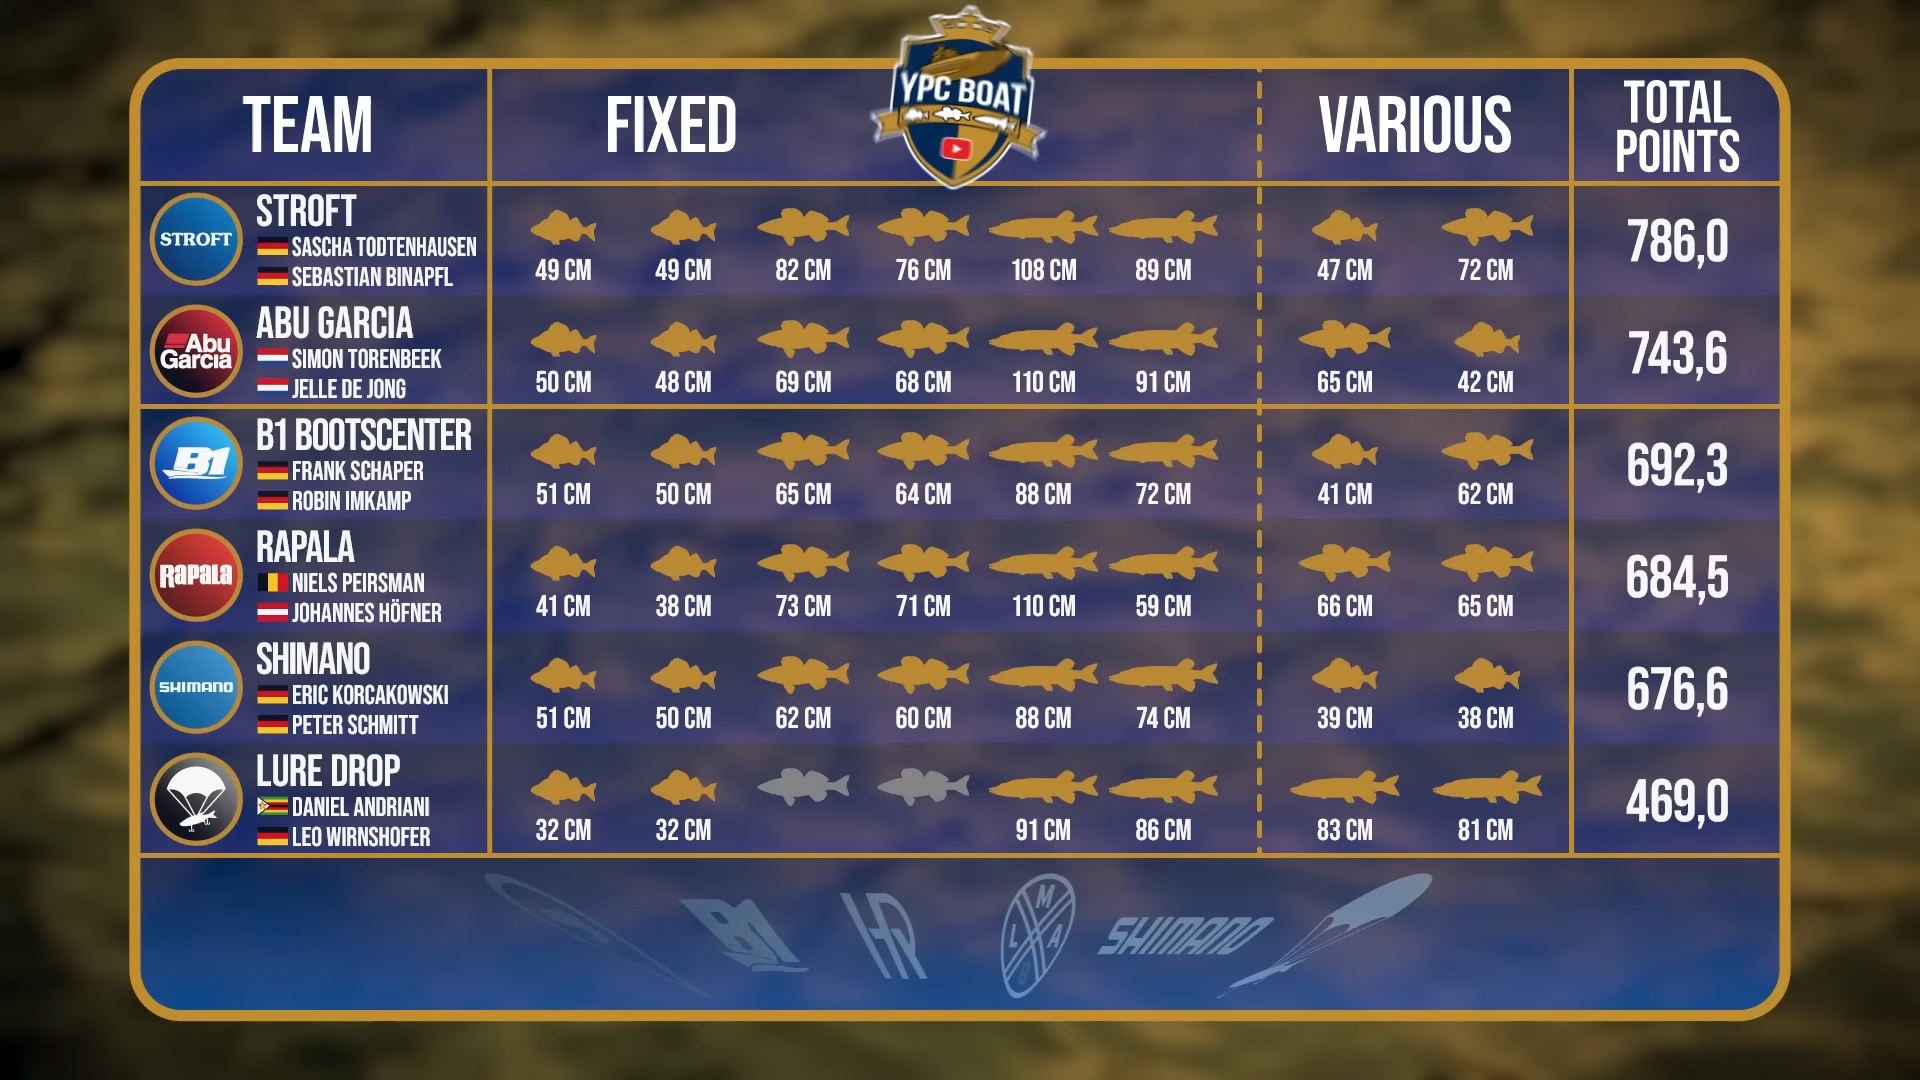 YPC BOAT
TEAM FIXED VARIOUS TOTAL POINTS
STROFT
STROFT
SASCHA TODTENHAUSEN
SEBASTIAN BINAPFL
49 CM 49 CM 82 CM 76 CM 108 CM 89 CM 47 CM 72 CM 786,0
Abu Garcia
ABU GARCIA
SIMON TORENBEEK
JELLE DE JONG
50 CM 48 CM 69 CM 68 CM 110 CM 91 CM 65 CM 42 CM 743,6
B1
B1 BOOTSCENTER
FRANK SCHAPER
ROBIN IMKAMP
51 CM 50 CM 65 CM 64 CM 88 CM 72 CM 41 CM 62 CM 692,3
Rapala
RAPALA
NIELS PEIRSMAN
JOHANNES HÖFNER
41 CM 38 CM 73 CM 71 CM 110 CM 59 CM 66 CM 65 CM 684,5
SHIMANO
SHIMANO
ERIC KORCAKOWSKI
PETER SCHMITT
51 CM 50 CM 62 CM 60 CM 88 CM 74 CM 39 CM 38 CM 676,6
LURE DROP
DANIEL ANDRIANI
LEO WIRNSHOFER
32 CM 32 CM 91 CM 86 CM 83 CM 81 CM 469,0
B1 LMAB SHIMANO